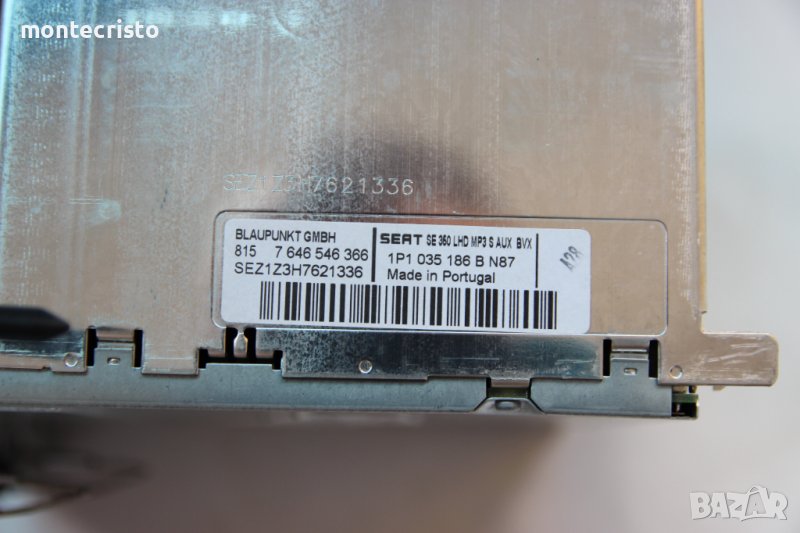 montecristo
SEZ1Z3H7621336
BLAUPUNKT GMBH
815 7 646 546 366
SEZ1Z3H7621336
SEAT SE 360 LHD MP3 S AUX BVX
1P1 035 186 B N87
Made in Portugal
A28
BAZAR